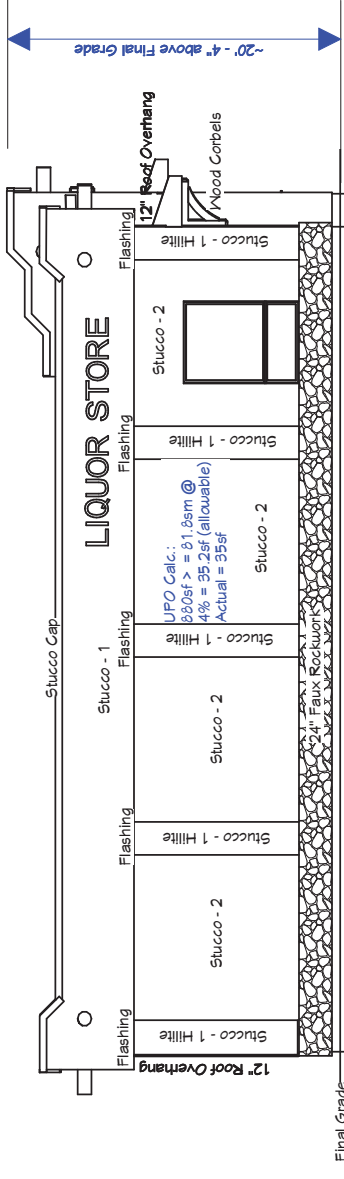 ~20' - 4" above Final Grade
12" Roof Overhang
Wood Corbels
Stucco Cap
LIQUOR STORE
Stucco - 1
Flashing
Flashing
Flashing
Flashing
Flashing
Stucco - 1 Hilite
Stucco - 2
Stucco - 1 Hilite
UPO Calc.:
880sf > = 81.8sm @
4% = 35.2sf (allowable)
Actual = 35sf
Stucco - 2
Stucco - 1 Hilite
Stucco - 2
Stucco - 1 Hilite
Stucco - 2
Stucco - 1 Hilite
24" Faux Rockwork
12" Roof Overhang
Final Grade